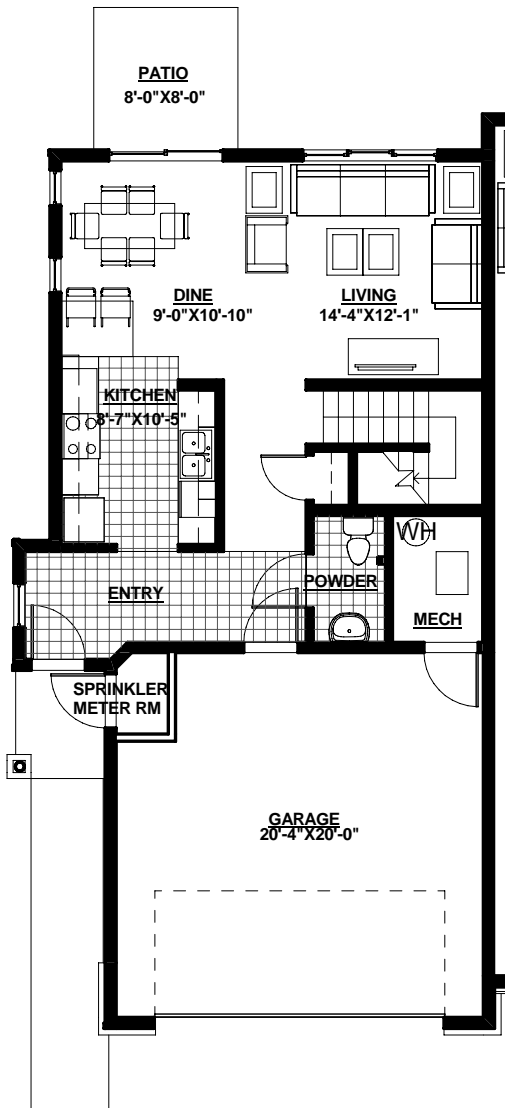 PATIO
8'-0"X8'-0"
DINE
9'-0"X10'-10"
LIVING
14'-4"X12'-1"
KITCHEN
8'-7"X10'-5"
WH
ENTRY
POWDER
MECH
SPRINKLER
METER RM
GARAGE
20'-4"X20'-0"